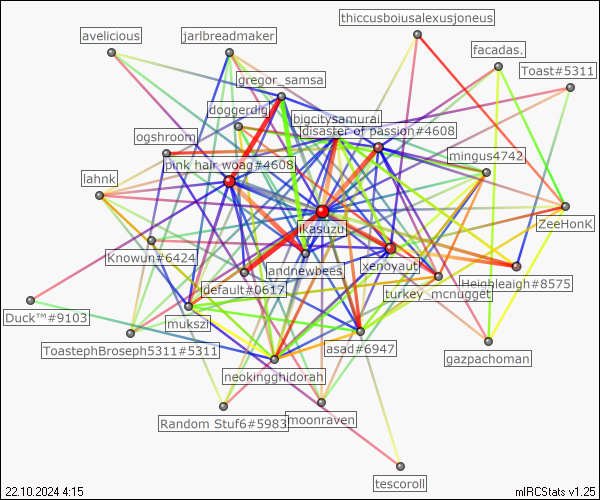 thiccusboiusalexusjoneus
avelicious
jarlbreadmaker
facadas.
Toast#5311
gregor_samsa
doggerdig
bigcitysamurai
disaster of passion#4608
ogshroom
mingus4742
pink hair woag#4608
lahnk
ikasuzu
ZeeHonK
Knowun#6424
landnewbees
xenoyaut
default#0617
Heighleaigh#8575
turkey_mcnugget
Duck™#9103
mukszi
ToastephBroseph5311#5311
asad#6947
gazpachoman
neokingghidorah
Random Stuf6#5983
moonraven
tescoroll
22.10.2024 4:15
mIRCStats v1.25